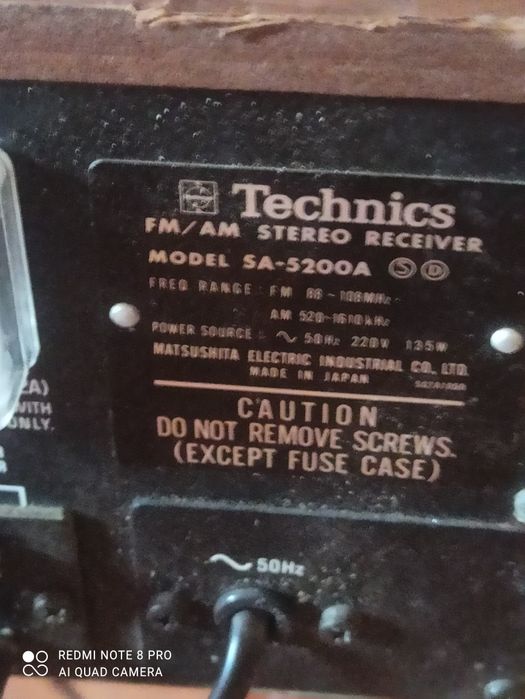 Technics
FM/AM STEREO RECEIVER
MODEL SA-5200A S D
FREQ RANGE: FM 88~108MHz
AM 520~1610kHz
POWER SOURCE: ~ 50Hz 220V 135W
MATSUSHITA ELECTRIC INDUSTRIAL CO., LTD.
MADE IN JAPAN
CAUTION
DO NOT REMOVE SCREWS.
(EXCEPT FUSE CASE)
WITH
ONLY.
~ 50Hz
REDMI NOTE 8 PRO
AI QUAD CAMERA